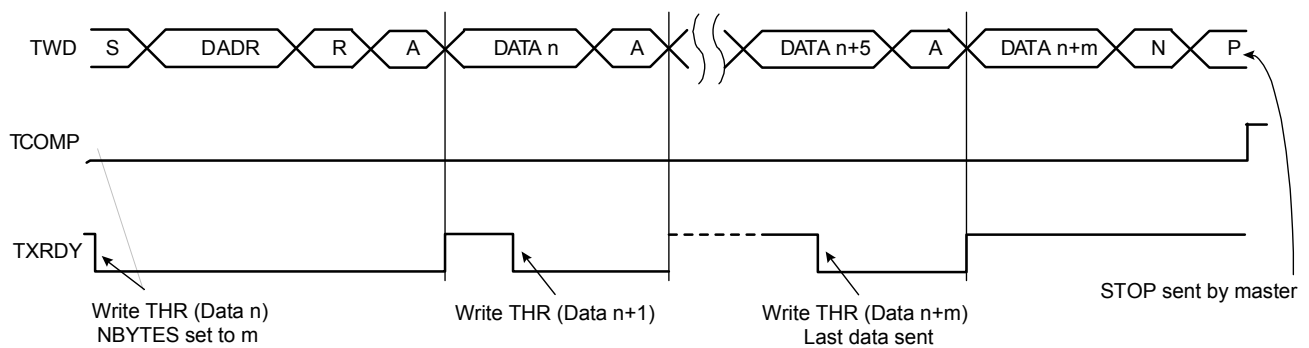 TWD S DADR R A DATA n A DATA n+5 A DATA n+m N P
TCOMP
TXRDY
Write THR (Data n)
NBYTES set to m
Write THR (Data n+1)
Write THR (Data n+m)
Last data sent
STOP sent by master